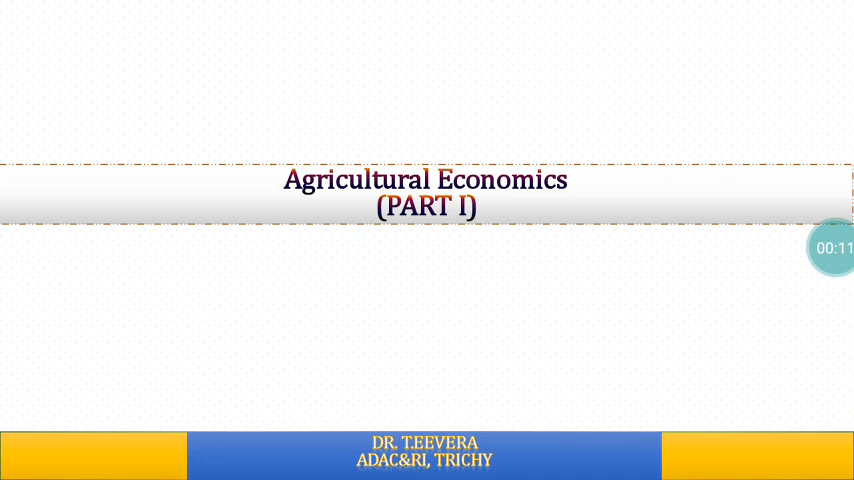 Agricultural Economics
(PART I)
00:11
DR. T.EEVERA
ADAC&RI, TRICHY